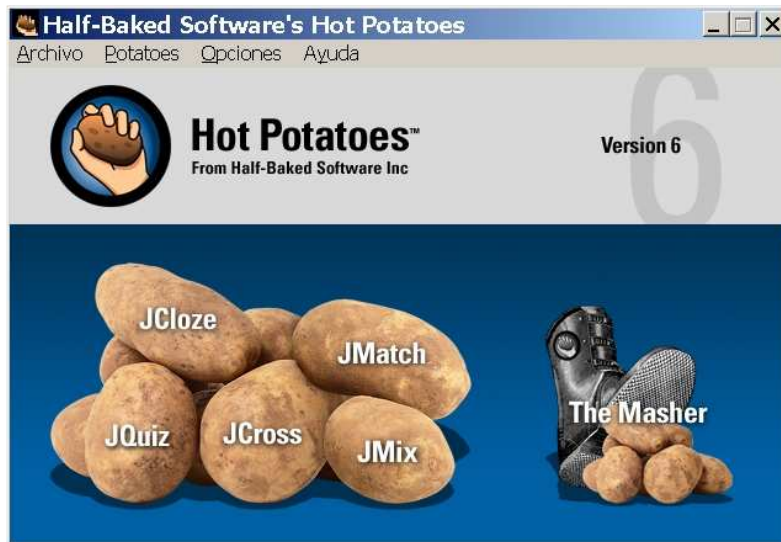 Half-Baked Software's Hot Potatoes
Archivo Potatoes Opciones Ayuda
6
Hot Potatoes™
From Half-Baked Software Inc
Version 6
JCloze
JMatch
JQuiz
JCross
JMix
The Masher